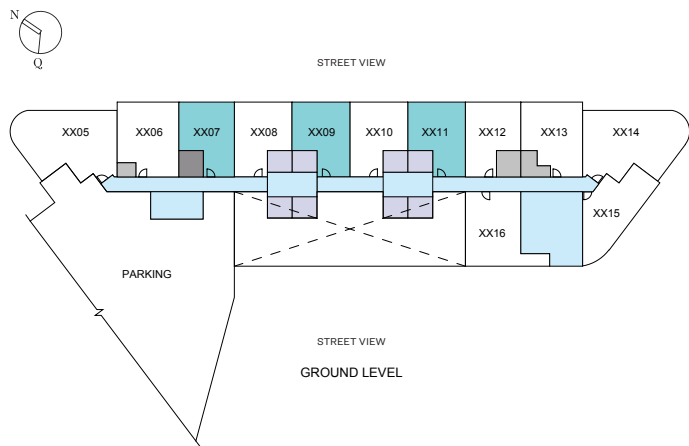 N
Q
STREET VIEW
XX05 XX06 XX07 XX08 XX09 XX10 XX11 XX12 XX13 XX14
XX15
XX16
PARKING
STREET VIEW
GROUND LEVEL